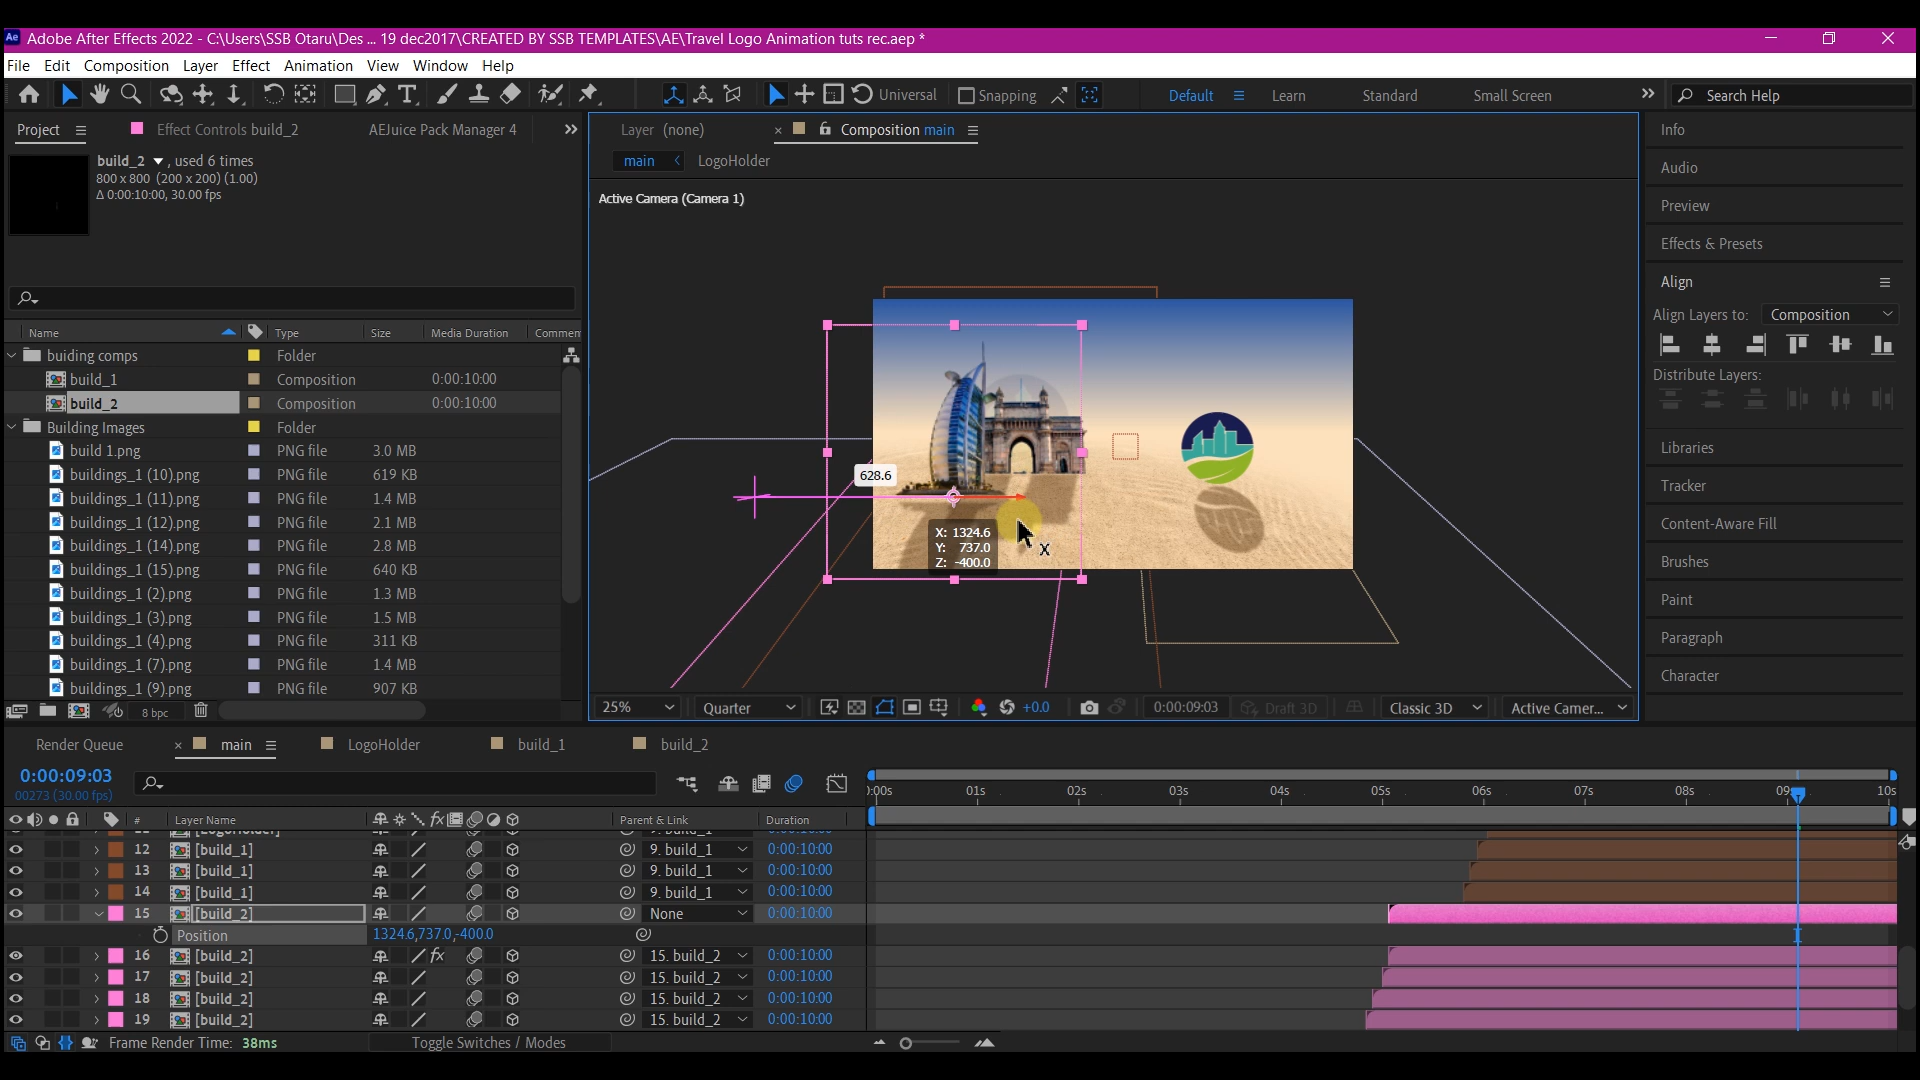 Ae Adobe After Effects 2022 - C:\Users\SSB Otaru\Des ... 19 dec2017\CREATED BY SSB TEMPLATES\AE\Travel Logo Animation tuts rec.aep *
File Edit Composition Layer Effect Animation View Window Help
Universal Snapping Default Learn Standard Small Screen Search Help
Project Effect Controls build_2 AEJuice Pack Manager 4 Layer (none) Composition main Info
build_2 , used 6 times
800 x 800 (200 x 200) (1.00)
Δ 0:00:10:00, 30.00 fps
main LogoHolder
Active Camera (Camera 1)
Audio
Preview
Effects & Presets
Align
Align Layers to: Composition
Distribute Layers:
Libraries
Tracker
Content-Aware Fill
Brushes
Paint
Paragraph
Character
Name Type Size Media Duration Commen
buiding comps Folder
build_1 Composition 0:00:10:00
build_2 Composition 0:00:10:00
Building Images Folder
build 1.png PNG file 3.0 MB
buildings_1 (10).png PNG file 619 KB
buildings_1 (11).png PNG file 1.4 MB
buildings_1 (12).png PNG file 2.1 MB
buildings_1 (14).png PNG file 2.8 MB
buildings_1 (15).png PNG file 640 KB
buildings_1 (2).png PNG file 1.3 MB
buildings_1 (3).png PNG file 1.5 MB
buildings_1 (4).png PNG file 311 KB
buildings_1 (7).png PNG file 1.4 MB
buildings_1 (9).png PNG file 907 KB
8 bpc
628.6
X: 1324.6
Y: 737.0
Z: -400.0
X
25% Quarter +0.0 0:00:09:03 Draft 3D Classic 3D Active Camer...
Render Queue main LogoHolder build_1 build_2
0:00:09:03
00273 (30.00 fps)
:00s 01s 02s 03s 04s 05s 06s 07s 08s 09 10s
# Layer Name Parent & Link Duration
12 [build_1] 9. build_1 0:00:10:00
13 [build_1] 9. build_1 0:00:10:00
14 [build_1] 9. build_1 0:00:10:00
15 [build_2] None 0:00:10:00
Position 1324.6,737.0,-400.0
16 [build_2] fx 15. build_2 0:00:10:00
17 [build_2] 15. build_2 0:00:10:00
18 [build_2] 15. build_2 0:00:10:00
19 [build_2] 15. build_2 0:00:10:00
Frame Render Time: 38ms Toggle Switches / Modes